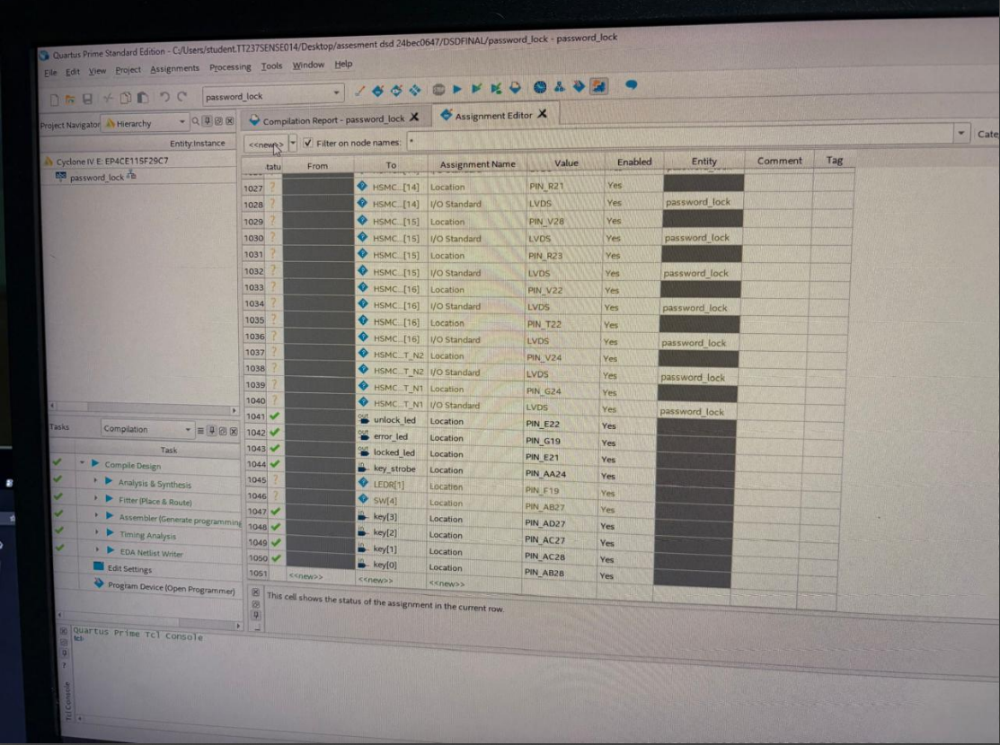 Quartus Prime Standard Edition - C:/Users/student.TT237SENSE014/Desktop/assesment dsd 24bec0647/DSDFINAL/password_lock - password_lock
File Edit View Project Assignments Processing Tools Window Help
password_lock
Project Navigator Hierarchy
Compilation Report - password_lock X Assignment Editor X
Entity:Instance
<<new>> Filter on node names: *
Cate
Cyclone IV E: EP4CE115F29C7
password_lock
tatu From To Assignment Name Value Enabled Entity Comment Tag
1027 ? HSMC...[14] Location PIN_R21 Yes
1028 ? HSMC...[14] I/O Standard LVDS Yes password_lock
1029 ? HSMC...[15] Location PIN_V28 Yes
1030 ? HSMC...[15] I/O Standard LVDS Yes password_lock
1031 ? HSMC...[15] Location PIN_R23 Yes
1032 ? HSMC...[15] I/O Standard LVDS Yes password_lock
1033 ? HSMC...[16] Location PIN_V22 Yes
1034 ? HSMC...[16] I/O Standard LVDS Yes password_lock
1035 ? HSMC...[16] Location PIN_T22 Yes
1036 ? HSMC...[16] I/O Standard LVDS Yes password_lock
1037 ? HSMC...T_N2 Location PIN_V24 Yes
1038 ? HSMC...T_N2 I/O Standard LVDS Yes password_lock
1039 ? HSMC...T_N1 Location PIN_G24 Yes
1040 ? HSMC...T_N1 I/O Standard LVDS Yes password_lock
1041 out unlock_led Location PIN_E22 Yes
1042 out error_led Location PIN_G19 Yes
1043 out locked_led Location PIN_E21 Yes
1044 in key_strobe Location PIN_AA24 Yes
1045 ? LEDR[1] Location PIN_F19 Yes
1046 ? SW[4] Location PIN_AB27 Yes
1047 in key[3] Location PIN_AD27 Yes
1048 in key[2] Location PIN_AC27 Yes
1049 in key[1] Location PIN_AC28 Yes
1050 in key[0] Location PIN_AB28 Yes
1051 <<new>> <<new>> <<new>>
This cell shows the status of the assignment in the current row.
Tasks Compilation
Task
Compile Design
Analysis & Synthesis
Fitter (Place & Route)
Assembler (Generate programming
Timing Analysis
EDA Netlist Writer
Edit Settings
Program Device (Open Programmer)
Quartus Prime Tcl Console
tcl>
Tcl Console